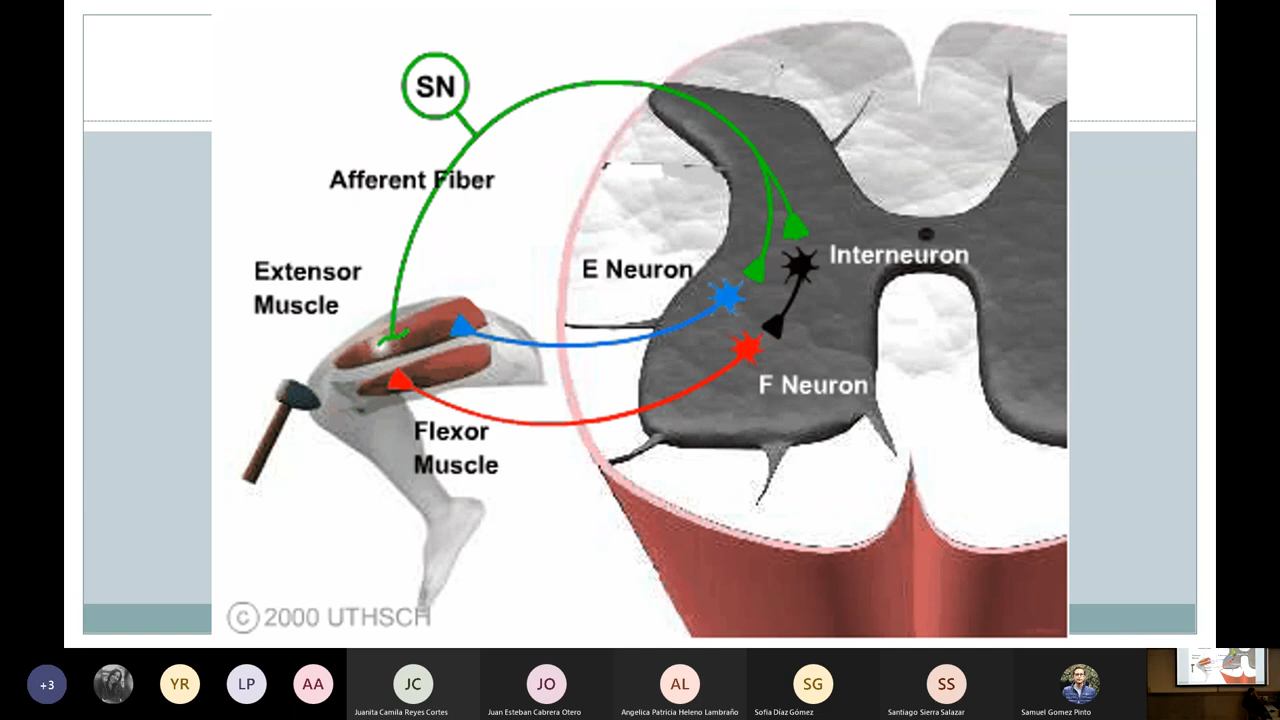 SN
Afferent Fiber
Extensor
Muscle
E Neuron
Interneuron
F Neuron
Flexor
Muscle
© 2000 UTHSCH
+3
YR
LP
AA
JC
JO
AL
SG
SS
Juanita Camila Reyes Cortes
Juan Esteban Cabrera Otero
Angelica Patricia Heleno Lambraño
Sofia Díaz Gómez
Santiago Sierra Salazar
Samuel Gomez Pinto